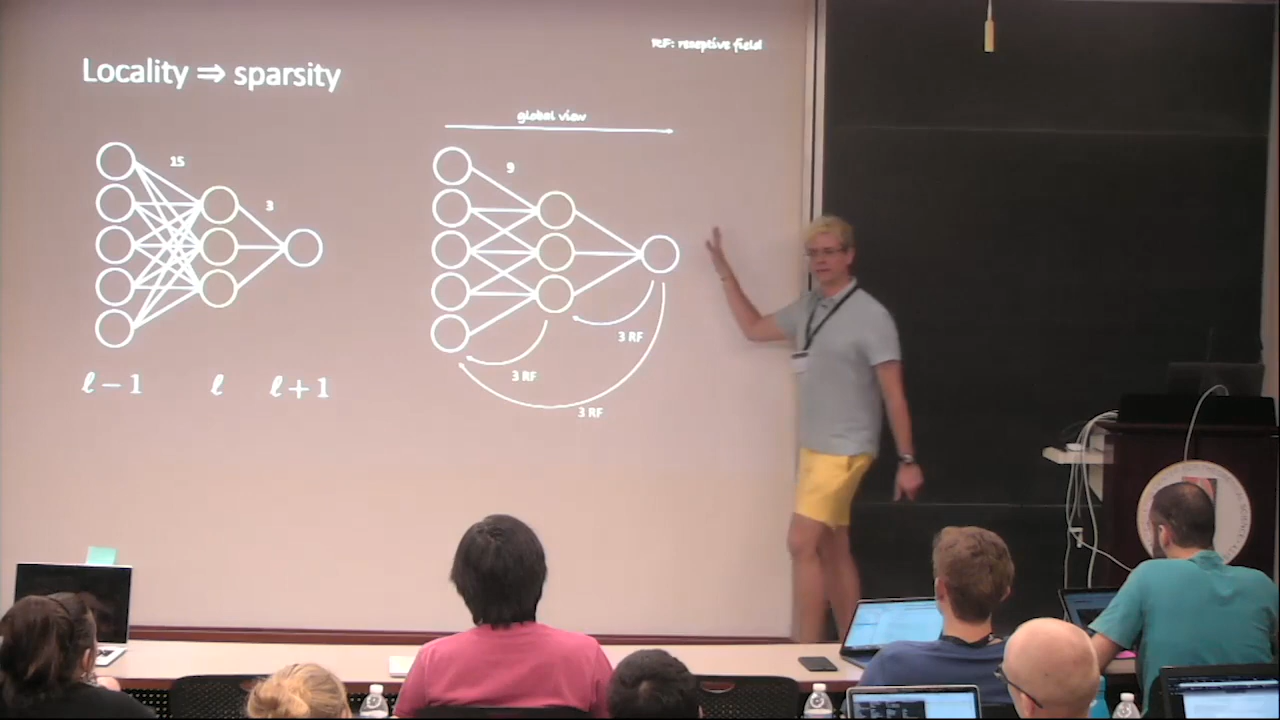 RF: receptive field
Locality ⇒ sparsity
global view
15
3
9
3 RF
3 RF
3 RF
ℓ − 1
ℓ
ℓ + 1